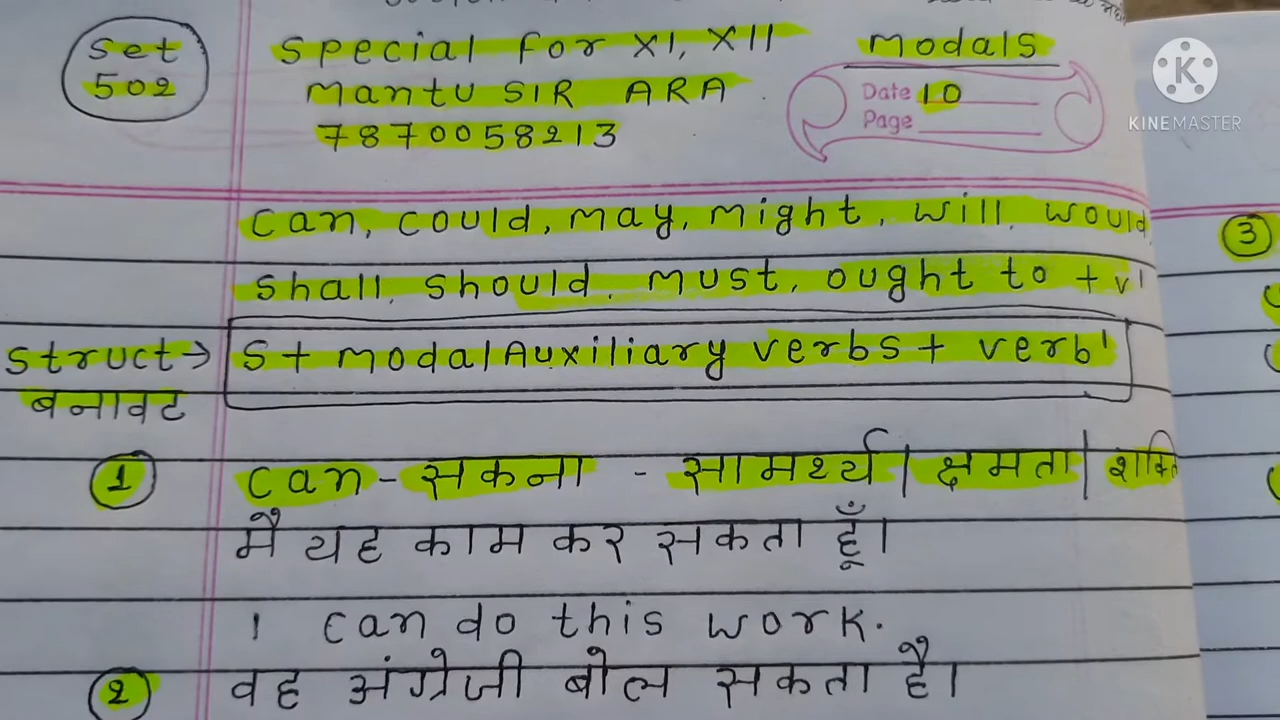 Set
502
Special for XI, XII
Mantu SIR ARA
7870058213
Modals
Date 10
Page
KINEMASTER
can, could, may, might, will, would,
shall, should, must, ought to + v¹
3
Struct→
बनावट
S + modal Auxiliary verbs + verb¹
1
can - सकना - सामर्थ्य | क्षमता | शक्ति
मै यह काम कर सकता हूँ।
I can do this work.
2
वह अंग्रेजी बोल सकता है।